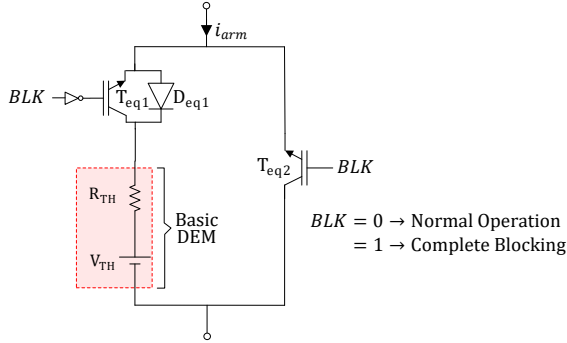 i_arm
BLK
T_eq1
D_eq1
T_eq2
BLK
R_TH
Basic
DEM
V_TH
BLK = 0 → Normal Operation
= 1 → Complete Blocking